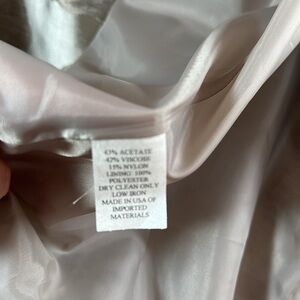 43% ACETATE
42% VISCOSE
15% NYLON
LINING: 100%
POLYESTER
DRY CLEAN ONLY
LOW IRON
MADE IN USA OF
IMPORTED
MATERIALS